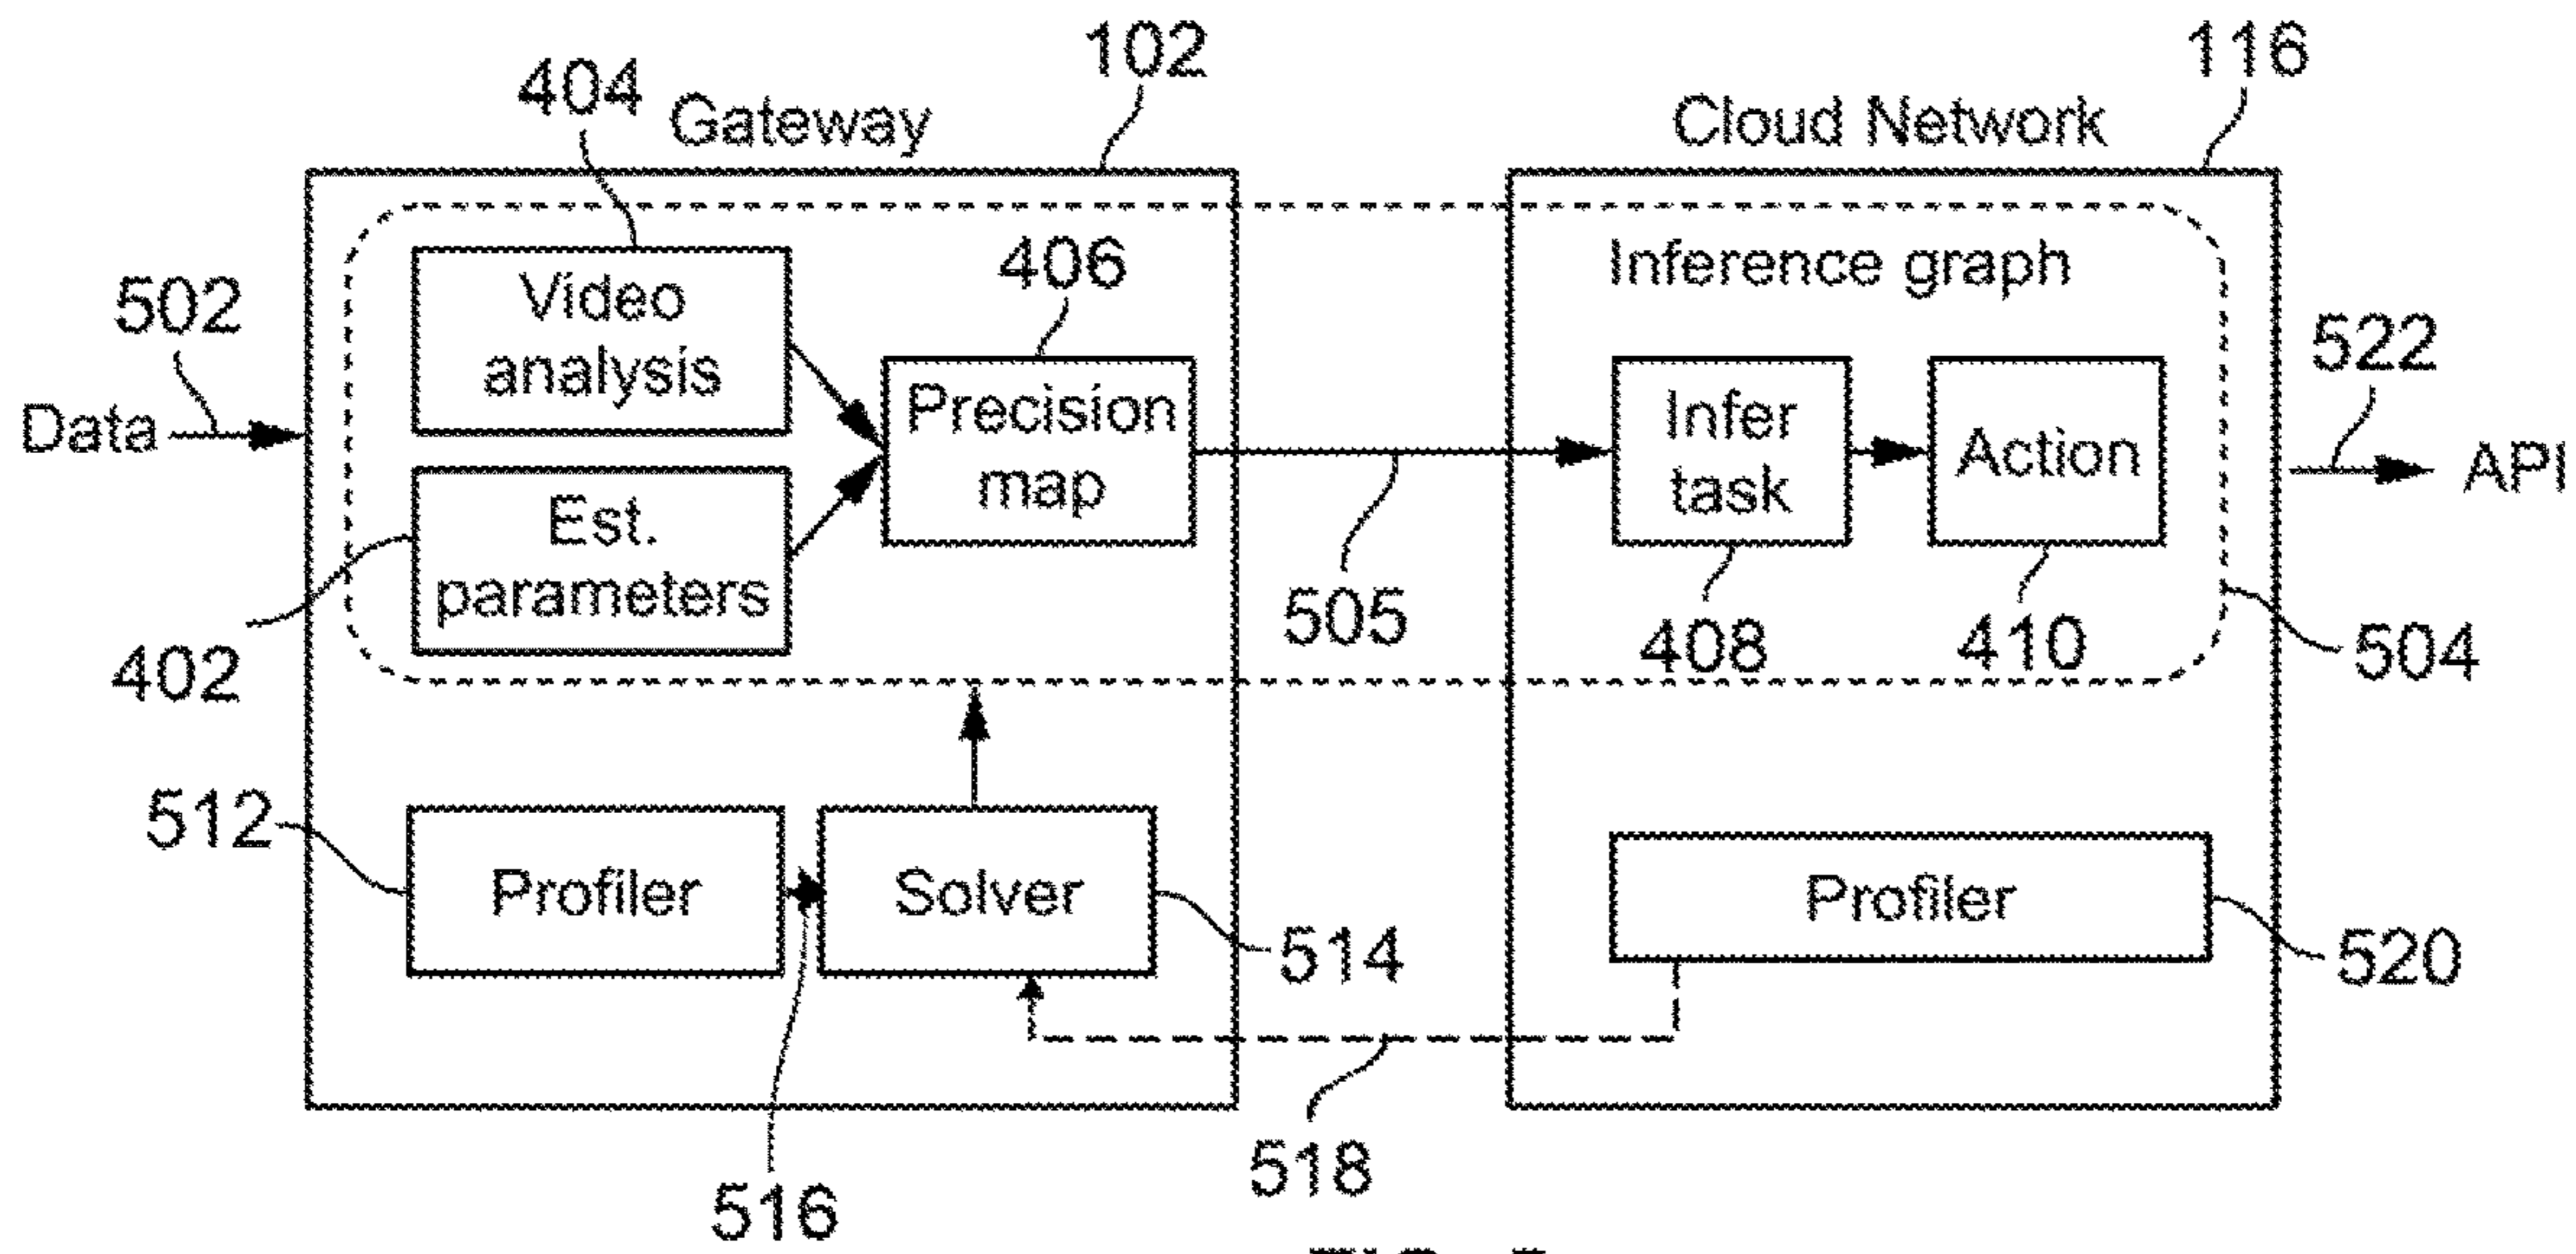 102
116
404
Gateway
Cloud Network
406
Inference graph
502
Video
analysis
522
Data
Precision
map
Infer
task
Action
API
Est.
parameters
505
408
410
504
402
512
Profiler
Solver
Profiler
514
520
518
516